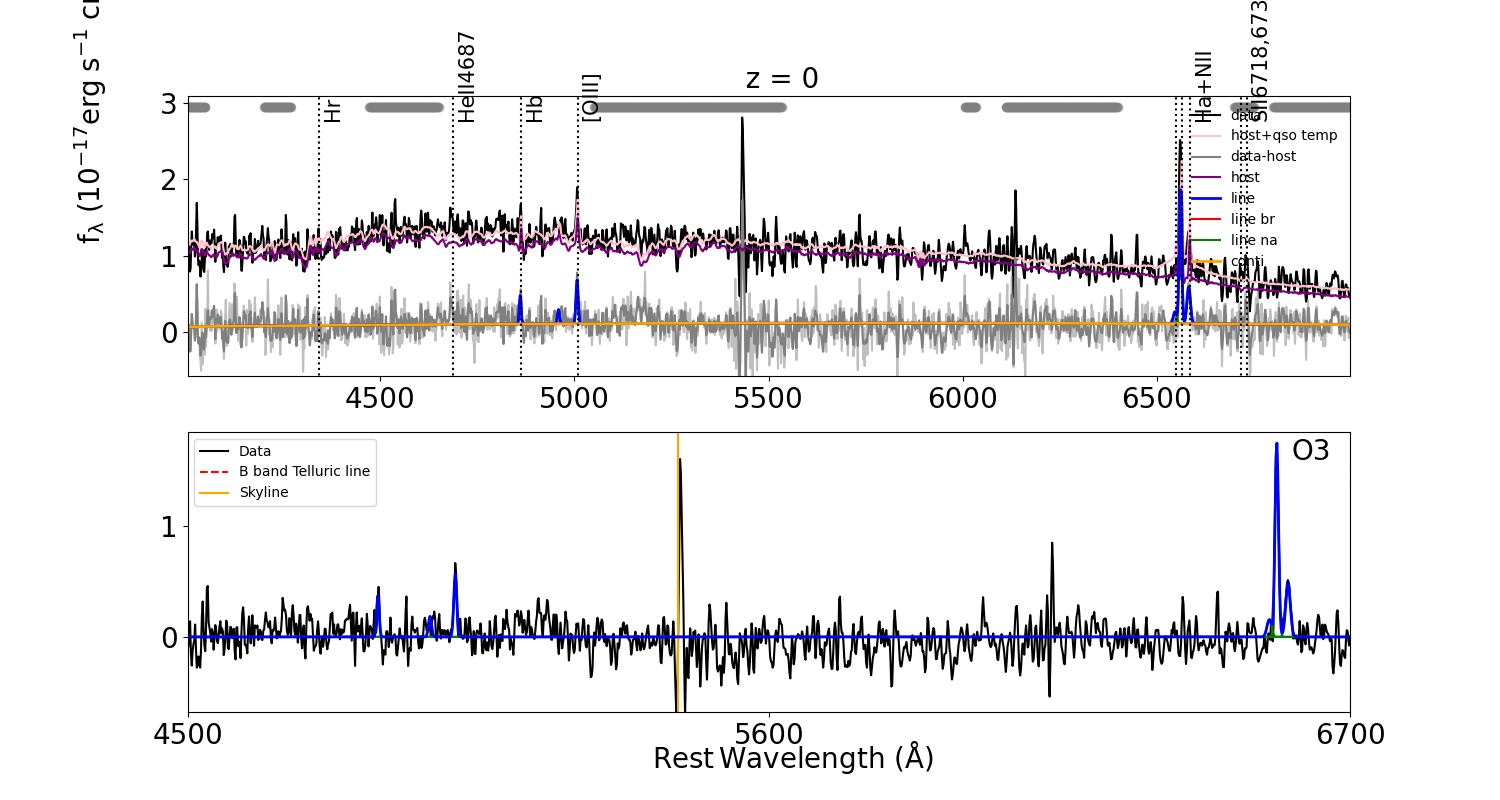 z = 0
f_λ (10^−17 erg s^−1 c
Hr
HeII4687
Hb
[OIII]
Ha+NII
SII6718,673
3
2
1
0
data
host+qso temp
data-host
host
line
line br
line na
conti
4500 5000 5500 6000 6500
Data
B band Telluric line
Skyline
O3
1
0
4500 5600 6700
Rest Wavelength (Å)